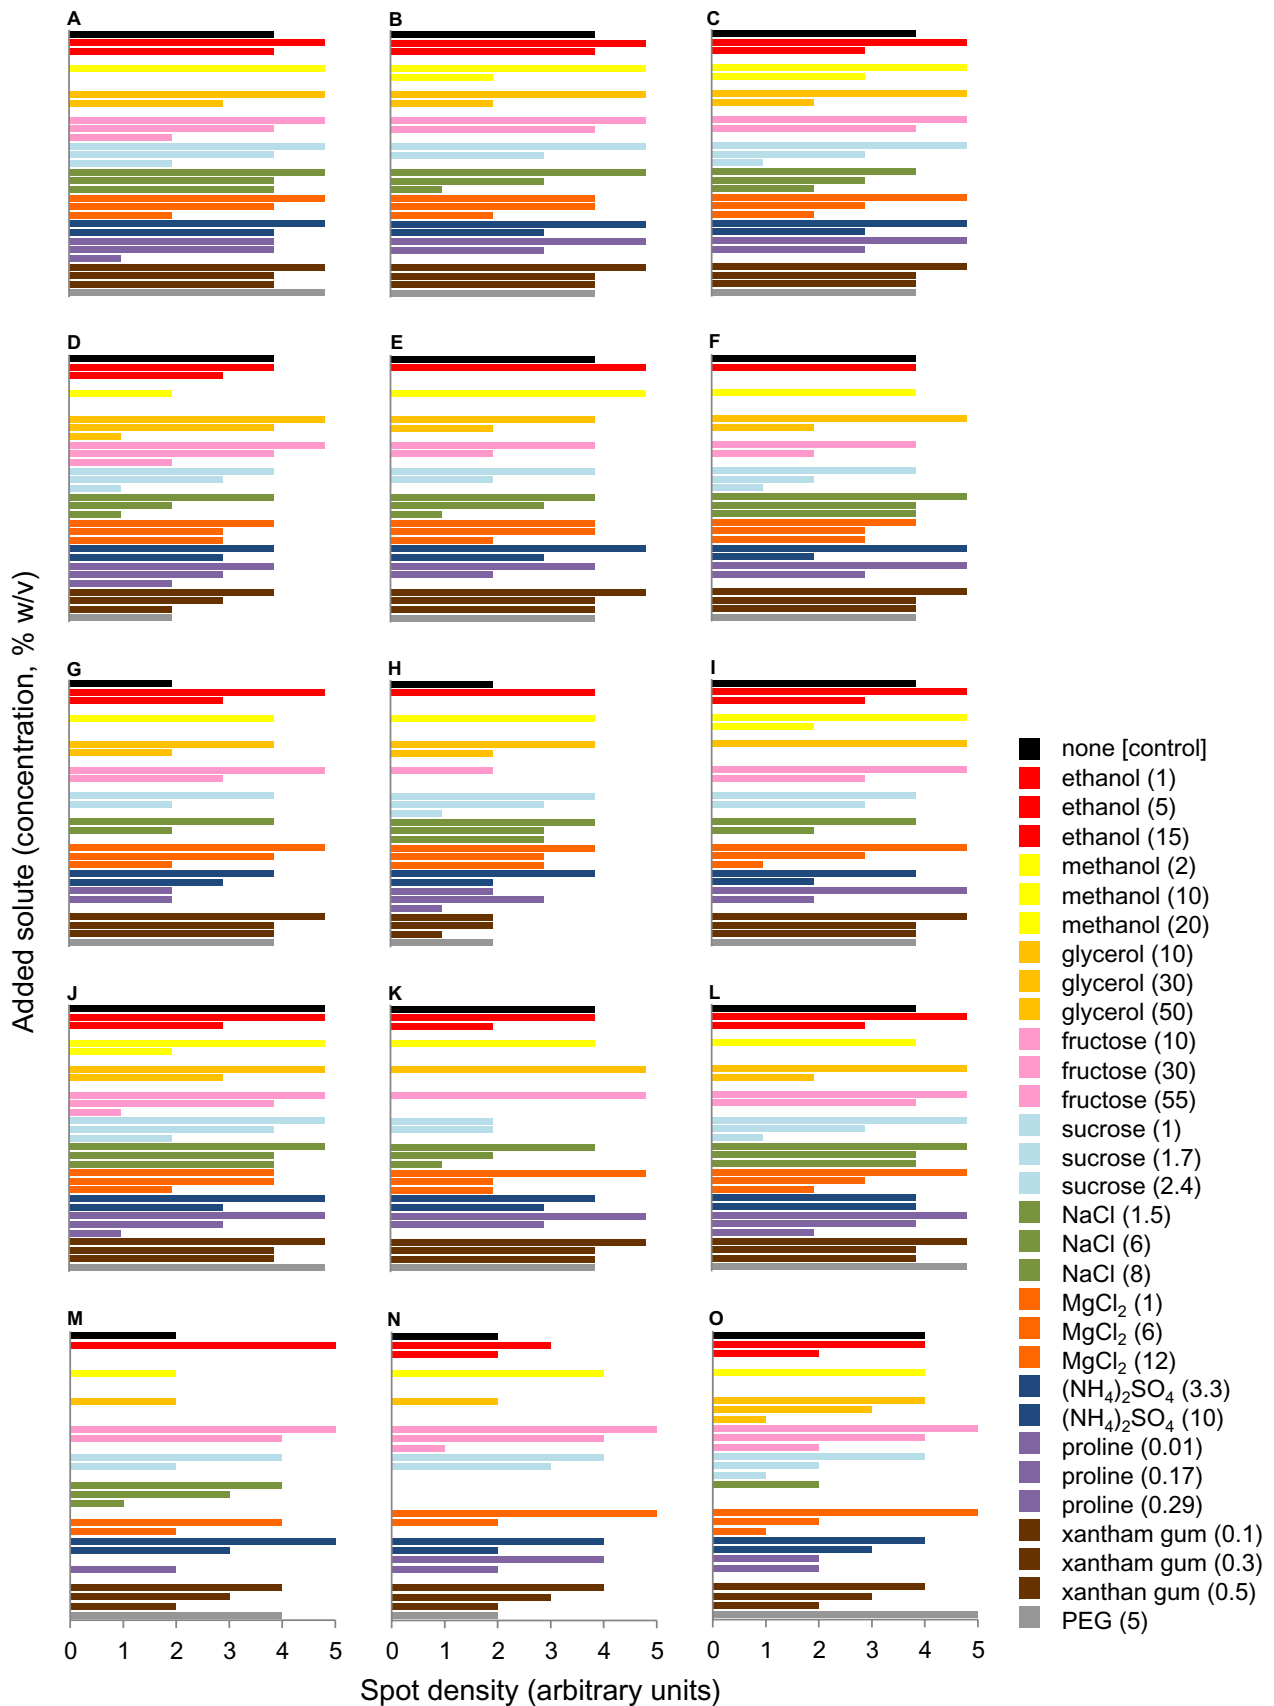 A
B
C
D
E
F
G
H
I
J
K
L
M
N
O
Added solute (concentration, % w/v)
none [control]
ethanol (1)
ethanol (5)
ethanol (15)
methanol (2)
methanol (10)
methanol (20)
glycerol (10)
glycerol (30)
glycerol (50)
fructose (10)
fructose (30)
fructose (55)
sucrose (1)
sucrose (1.7)
sucrose (2.4)
NaCl (1.5)
NaCl (6)
NaCl (8)
MgCl₂ (1)
MgCl₂ (6)
MgCl₂ (12)
(NH₄)₂SO₄ (3.3)
(NH₄)₂SO₄ (10)
proline (0.01)
proline (0.17)
proline (0.29)
xantham gum (0.1)
xantham gum (0.3)
xanthan gum (0.5)
PEG (5)
0 1 2 3 4 5 0 1 2 3 4 5 0 1 2 3 4 5
Spot density (arbitrary units)